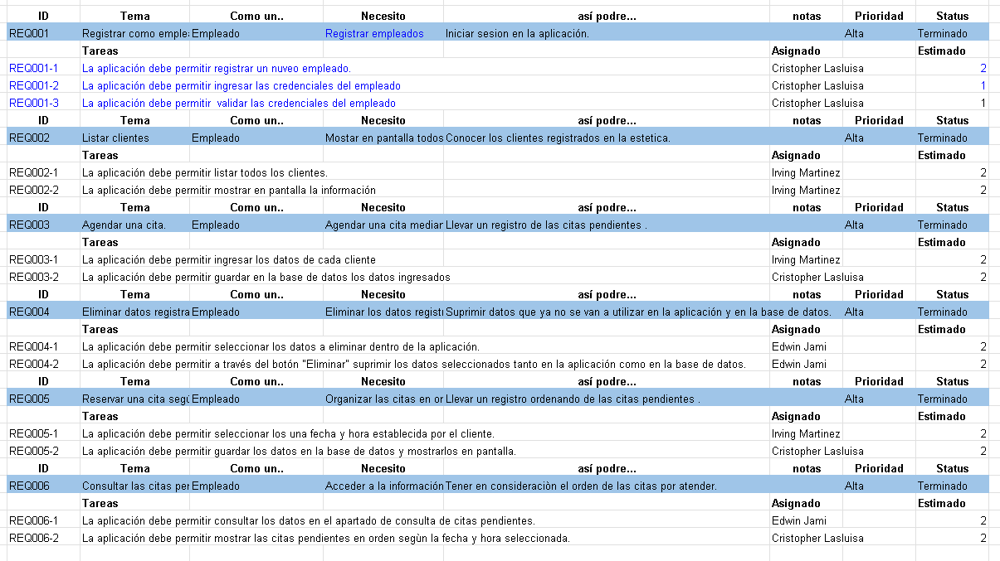 ID Tema Como un.. Necesito así podre... notas Prioridad Status
REQ001 Registrar como emple Empleado Registrar empleados Iniciar sesion en la aplicación. Alta Terminado
Tareas Asignado Estimado
REQ001-1 La aplicación debe permitir registrar un nuveo empleado. Cristopher Lasluisa 2
REQ001-2 La aplicación debe permitir ingresar las credenciales del empleado Cristopher Lasluisa 1
REQ001-3 La aplicación debe permitir validar las credenciales del empleado Cristopher Lasluisa 1
ID Tema Como un.. Necesito así podre... notas Prioridad Status
REQ002 Listar clientes Empleado Mostar en pantalla todos Conocer los clientes registrados en la estetica. Alta Terminado
Tareas Asignado Estimado
REQ002-1 La aplicación debe permitir listar todos los clientes. Irving Martinez 2
REQ002-2 La aplicación debe permitir mostrar en pantalla la información Irving Martinez 2
ID Tema Como un.. Necesito así podre... notas Prioridad Status
REQ003 Agendar una cita. Empleado Agendar una cita mediar Llevar un registro de las citas pendientes . Alta Terminado
Tareas Asignado Estimado
REQ003-1 La aplicación debe permitir ingresar los datos de cada cliente Irving Martinez 2
REQ003-2 La aplicación debe permitir guardar en la base de datos los datos ingresados Cristopher Lasluisa 2
ID Tema Como un.. Necesito así podre... notas Prioridad Status
REQ004 Eliminar datos registra Empleado Eliminar los datos regist Suprimir datos que ya no se van a utilizar en la aplicación y en la base de datos. Alta Terminado
Tareas Asignado Estimado
REQ004-1 La aplicación debe permitir seleccionar los datos a eliminar dentro de la aplicación. Edwin Jami 2
REQ004-2 La aplicación debe permitir a través del botón "Eliminar" suprimir los datos seleccionados tanto en la aplicación como en la base de datos. Edwin Jami 2
ID Tema Como un.. Necesito así podre... notas Prioridad Status
REQ005 Reservar una cita segú Empleado Organizar las citas en or Llevar un registro ordenando de las citas pendientes . Alta Terminado
Tareas Asignado Estimado
REQ005-1 La aplicación debe permitir seleccionar los una fecha y hora establecida por el cliente. Irving Martinez 2
REQ005-2 La aplicación debe permitir guardar los datos en la base de datos y mostrarlos en pantalla. Cristopher Lasluisa 2
ID Tema Como un.. Necesito así podre... notas Prioridad Status
REQ006 Consultar las citas per Empleado Acceder a la información Tener en consideraciòn el orden de las citas por atender. Alta Terminado
Tareas Asignado Estimado
REQ006-1 La aplicación debe permitir consultar los datos en el apartado de consulta de citas pendientes. Edwin Jami 2
REQ006-2 La aplicación debe permitir mostrar las citas pendientes en orden segùn la fecha y hora seleccionada. Cristopher Lasluisa 2